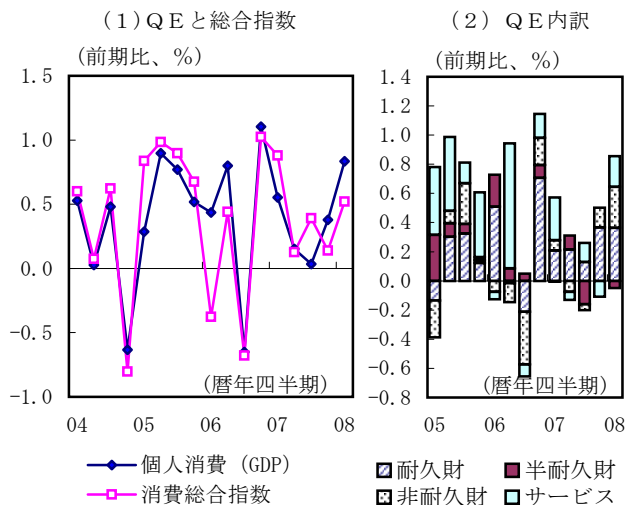 (1)ＱＥと総合指数
(前期比、%)
1.5
1.0
0.5
0.0
-0.5
-1.0
(暦年四半期)
04 05 06 07 08
個人消費 (GDP)
消費総合指数
(2) ＱＥ内訳
(前期比、%)
1.4
1.2
1.0
0.8
0.6
0.4
0.2
0.0
-0.2
-0.4
-0.6
-0.8
(暦年四半期)
05 06 07 08
耐久財 半耐久財
非耐久財 サービス